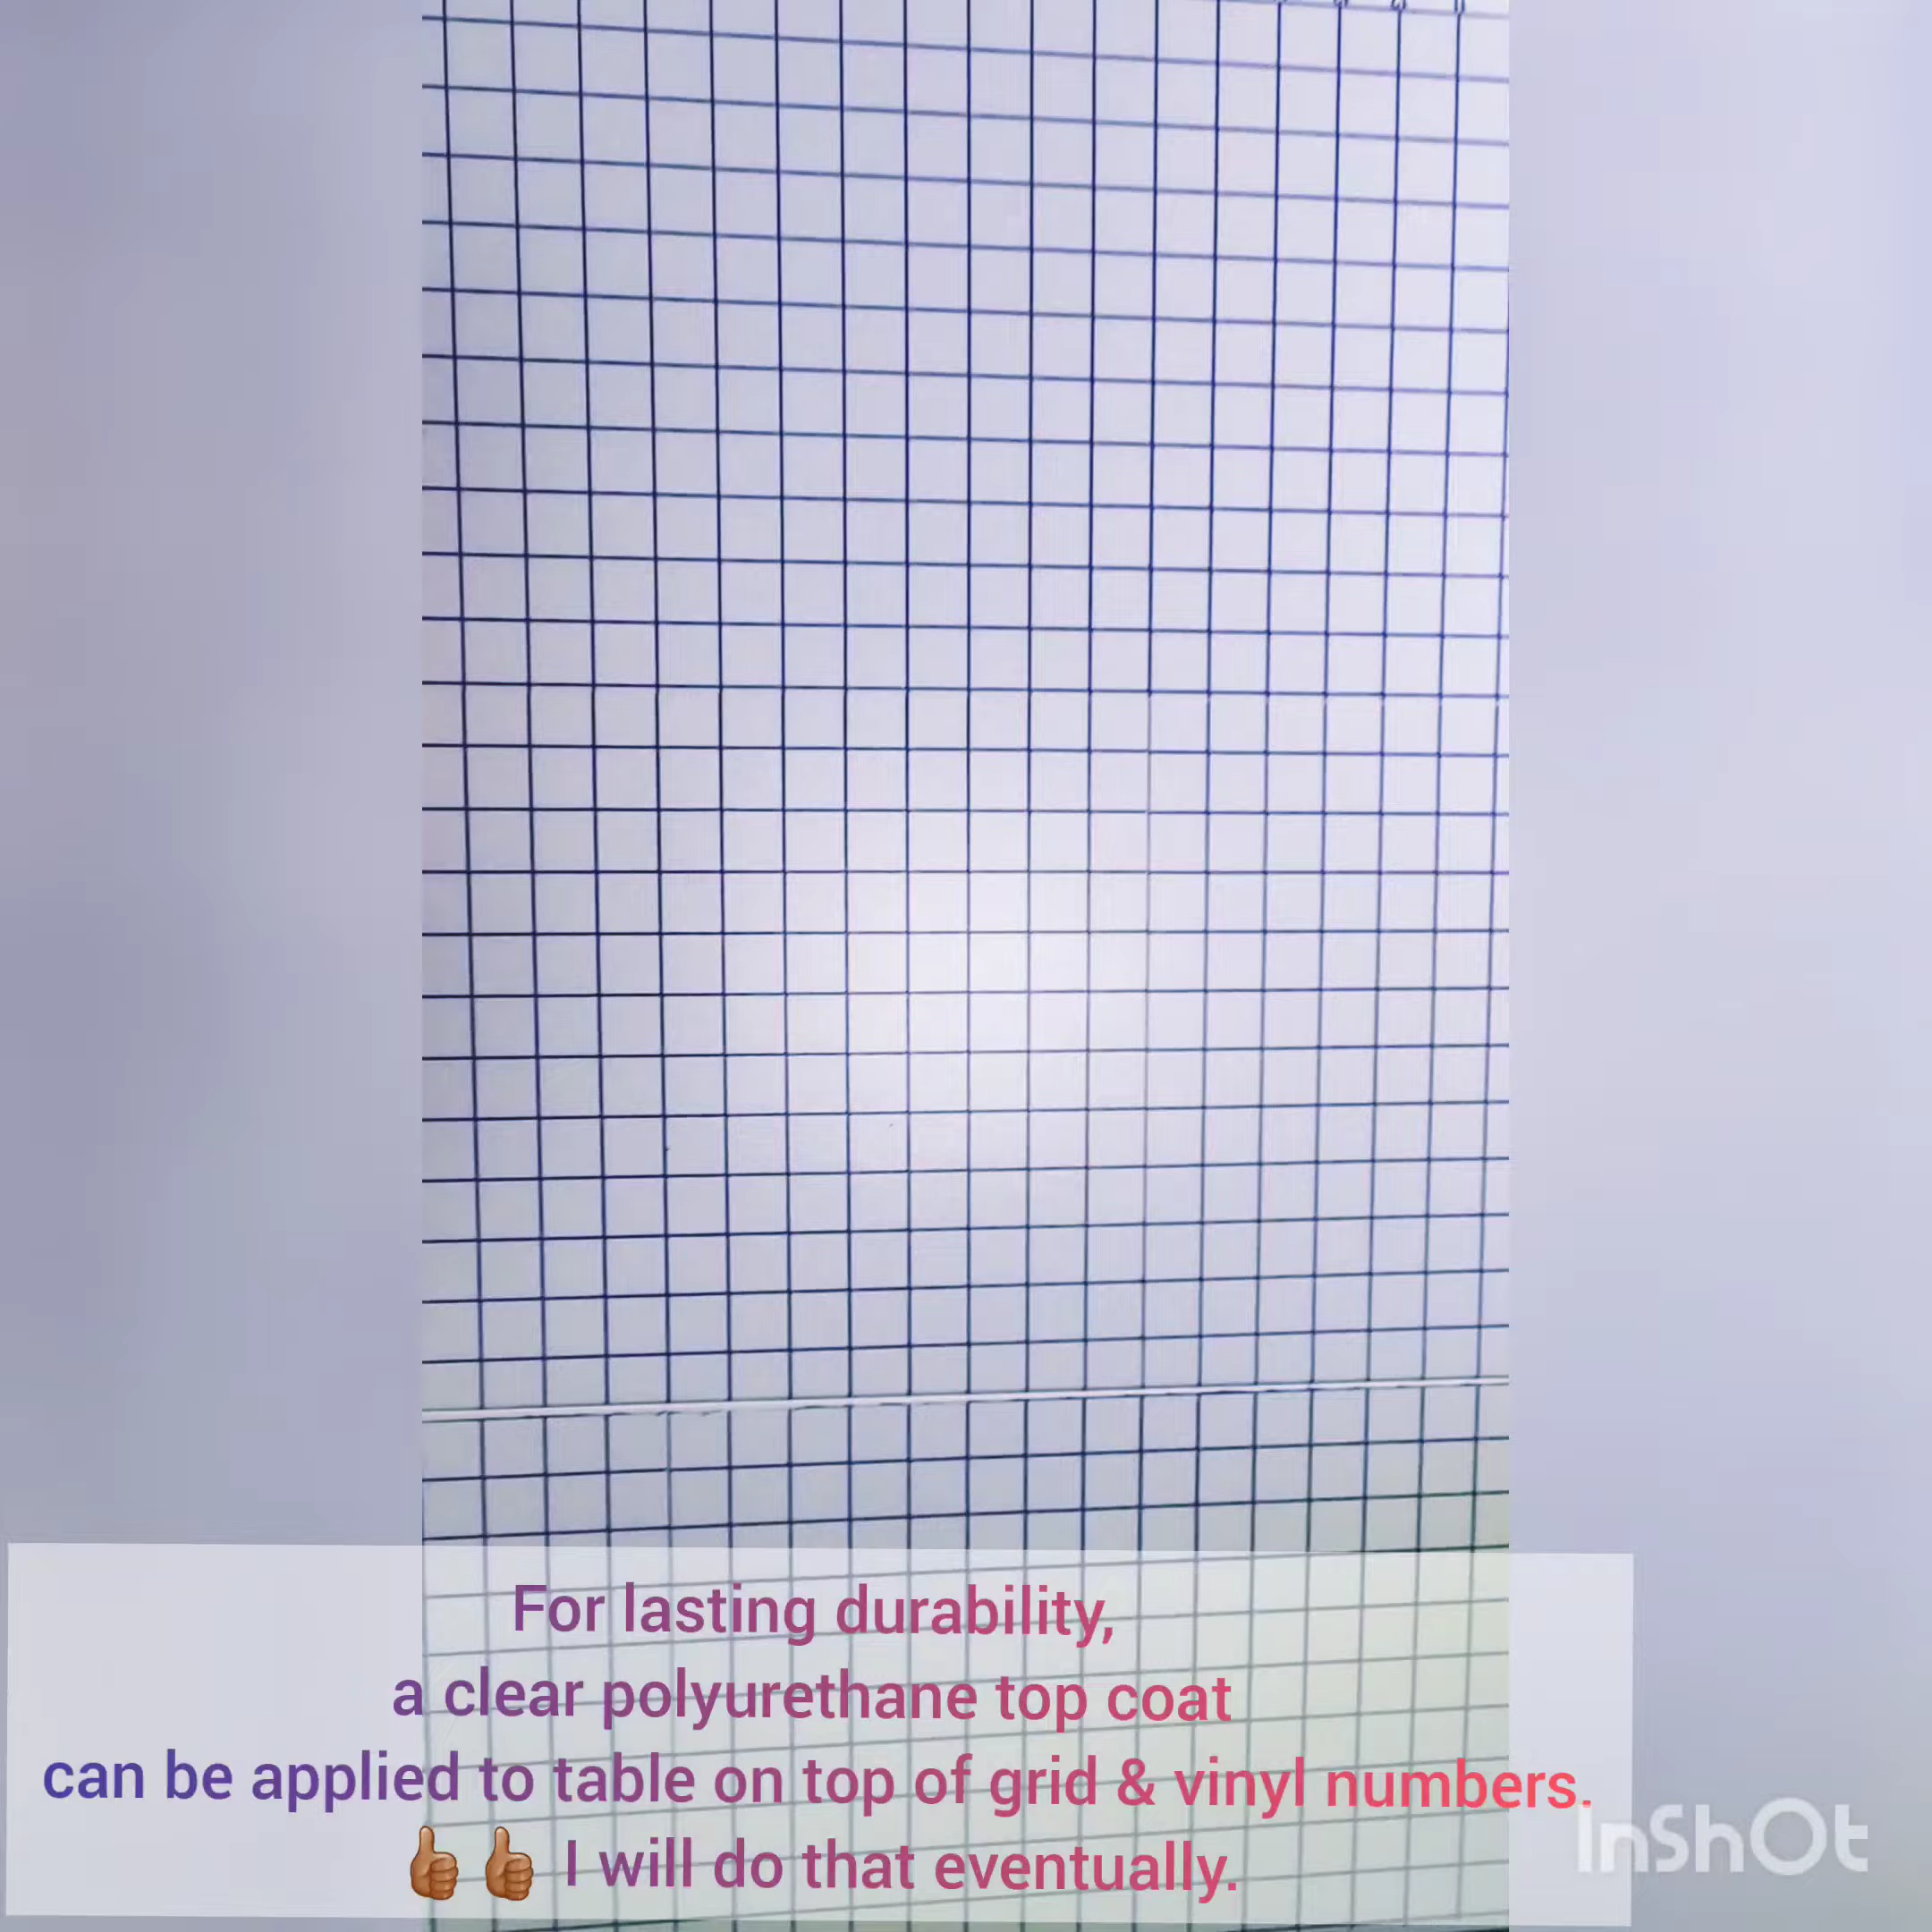 For lasting durability,
a clear polyurethane top coat
can be applied to table on top of grid & vinyl numbers.
👍🏾👍🏾 I will do that eventually.
InShOt